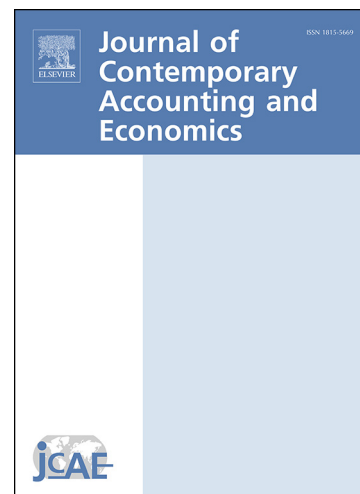 ISSN 1815-5669
Journal of
Contemporary
Accounting and
Economics
ELSEVIER
jcAE